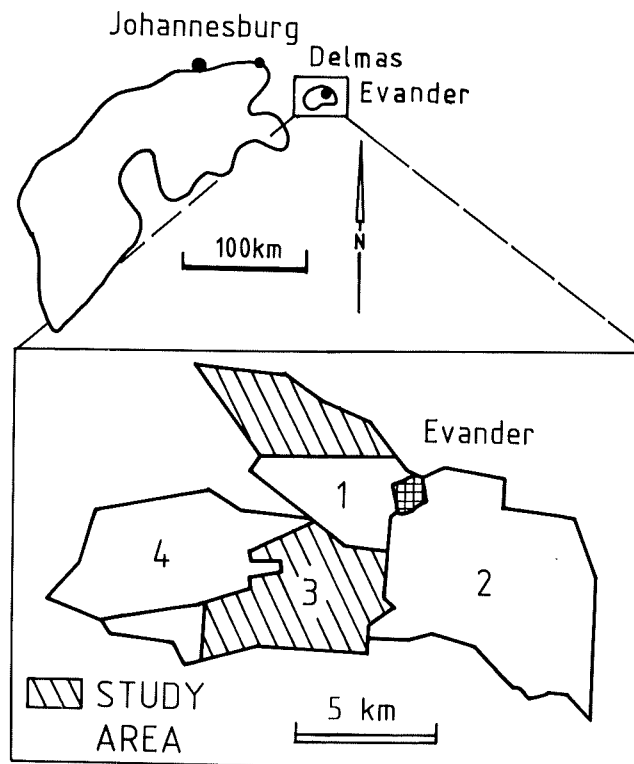 Johannesburg
Delmas
Evander
100km
N
Evander
1
4
3
2
STUDY
AREA
5 km